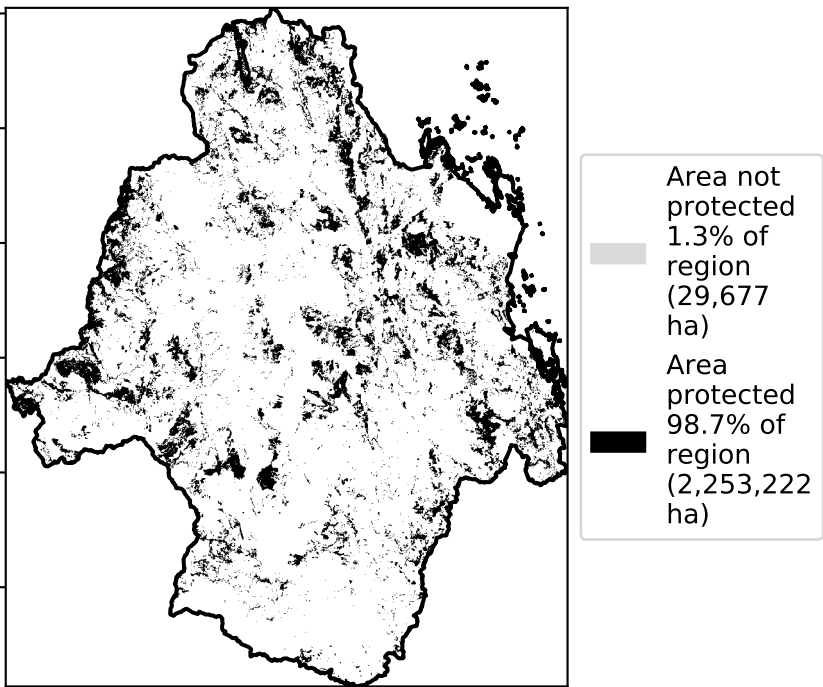 Area not
protected
1.3% of
region
(29,677
ha)
Area
protected
98.7% of
region
(2,253,222
ha)